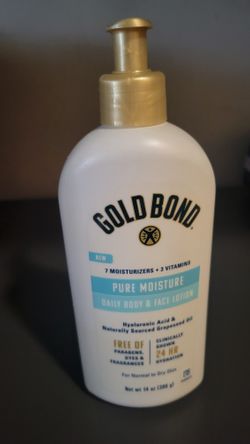 GOLD BOND
NEW
7 MOISTURIZERS + 3 VITAMINS
PURE MOISTURE
DAILY BODY & FACE LOTION
Hyaluronic Acid &
Naturally Sourced Grapeseed Oil
FREE OF
PARABENS,
DYES &
FRAGRANCES
CLINICALLY
SHOWN
24 HR
HYDRATION
For Normal to Dry Skin
Net wt 14 oz (396 g)